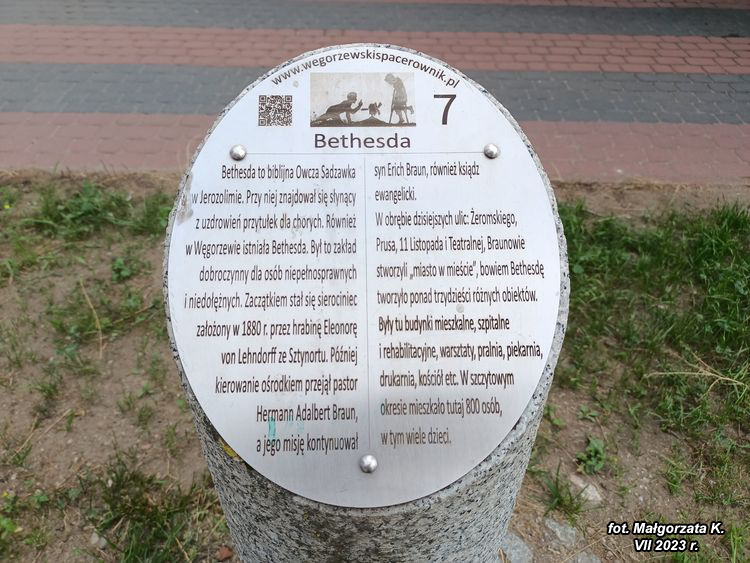 www.węgorzewskispacerownik.pl
7
Bethesda
Bethesda to biblijna Owcza Sadzawka
w Jerozolimie. Przy niej znajdował się słynący
z uzdrowień przytułek dla chorych. Również
w Węgorzewie istniała Bethesda. Był to zakład
dobroczynny dla osób niepełnosprawnych
i niedołężnych. Zaczątkiem stał się sierociniec
założony w 1880 r. przez hrabinę Eleonorę
von Lehndorff ze Sztynortu. Później
kierowanie ośrodkiem przejął pastor
Hermann Adalbert Braun,
a jego misję kontynuował
syn Erich Braun, również ksiądz
ewangelicki.
W obrębie dzisiejszych ulic: Żeromskiego,
Prusa, 11 Listopada i Teatralnej, Braunowie
stworzyli „miasto w mieście", bowiem Bethesdę
tworzyło ponad trzydzieści różnych obiektów.
Były tu budynki mieszkalne, szpitalne
i rehabilitacyjne, warsztaty, pralnia, piekarnia,
drukarnia, kościół etc. W szczytowym
okresie mieszkało tutaj 800 osób,
w tym wiele dzieci.
fot. Małgorzata K.
VII 2023 r.